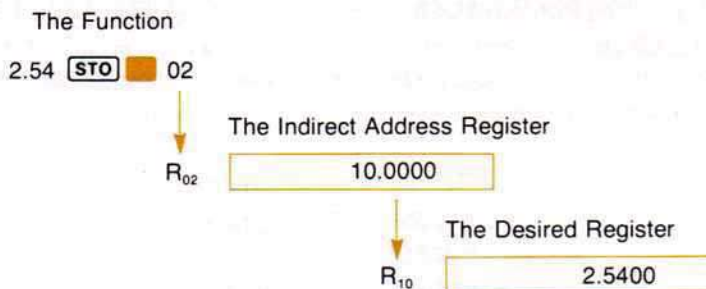 The Function
2.54 STO 02
The Indirect Address Register
R02 10.0000
The Desired Register
R10 2.5400